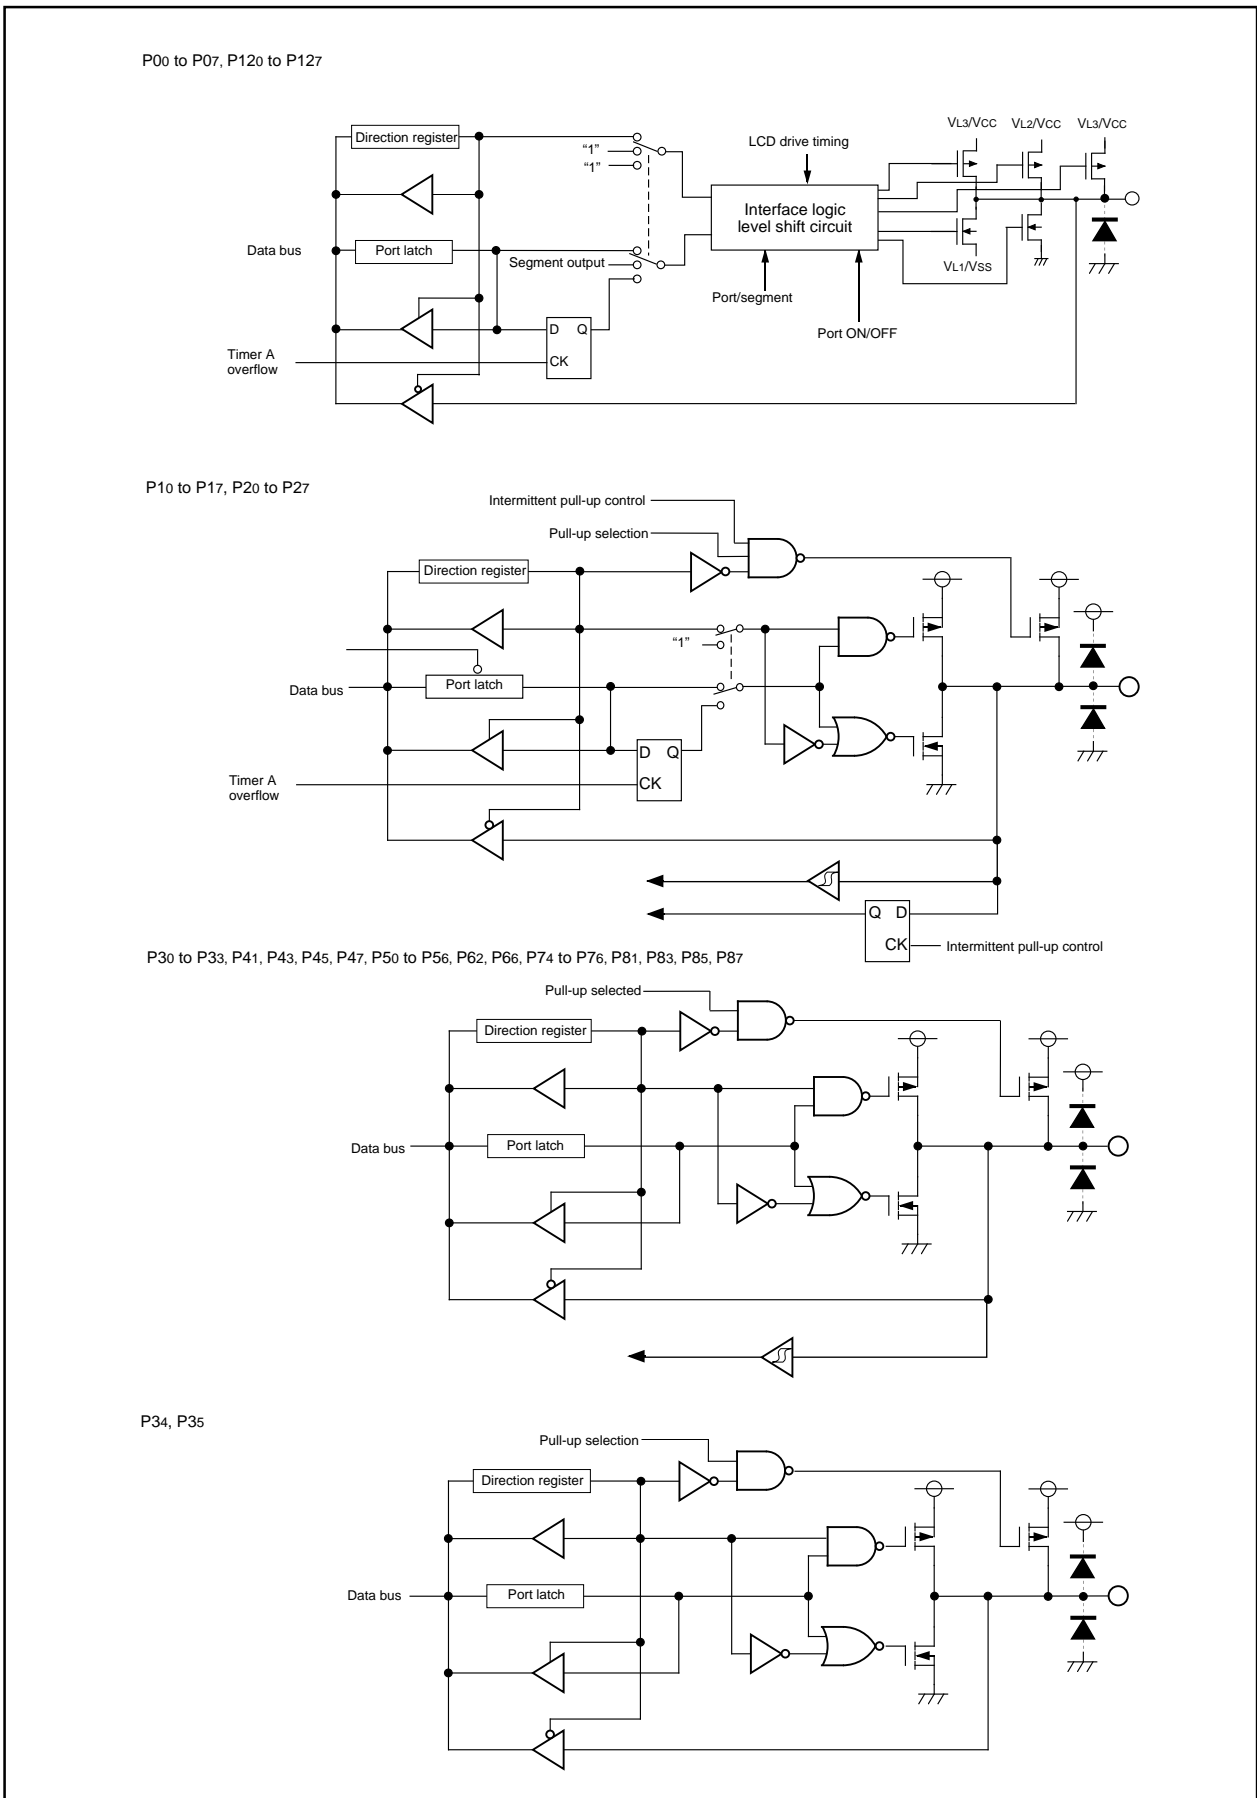 P00 to P07, P120 to P127
Direction register
"1"
"1"
LCD drive timing
VL3/VCC
VL2/VCC
VL3/VCC
Interface logic
level shift circuit
Data bus
Port latch
Segment output
VL1/VSS
Port/segment
Port ON/OFF
D Q
CK
Timer A
overflow
P10 to P17, P20 to P27
Intermittent pull-up control
Pull-up selection
Direction register
"1"
Data bus
Port latch
D Q
CK
Timer A
overflow
Q D
CK
Intermittent pull-up control
P30 to P33, P41, P43, P45, P47, P50 to P56, P62, P66, P74 to P76, P81, P83, P85, P87
Pull-up selected
Direction register
Data bus
Port latch
P34, P35
Pull-up selection
Direction register
Data bus
Port latch